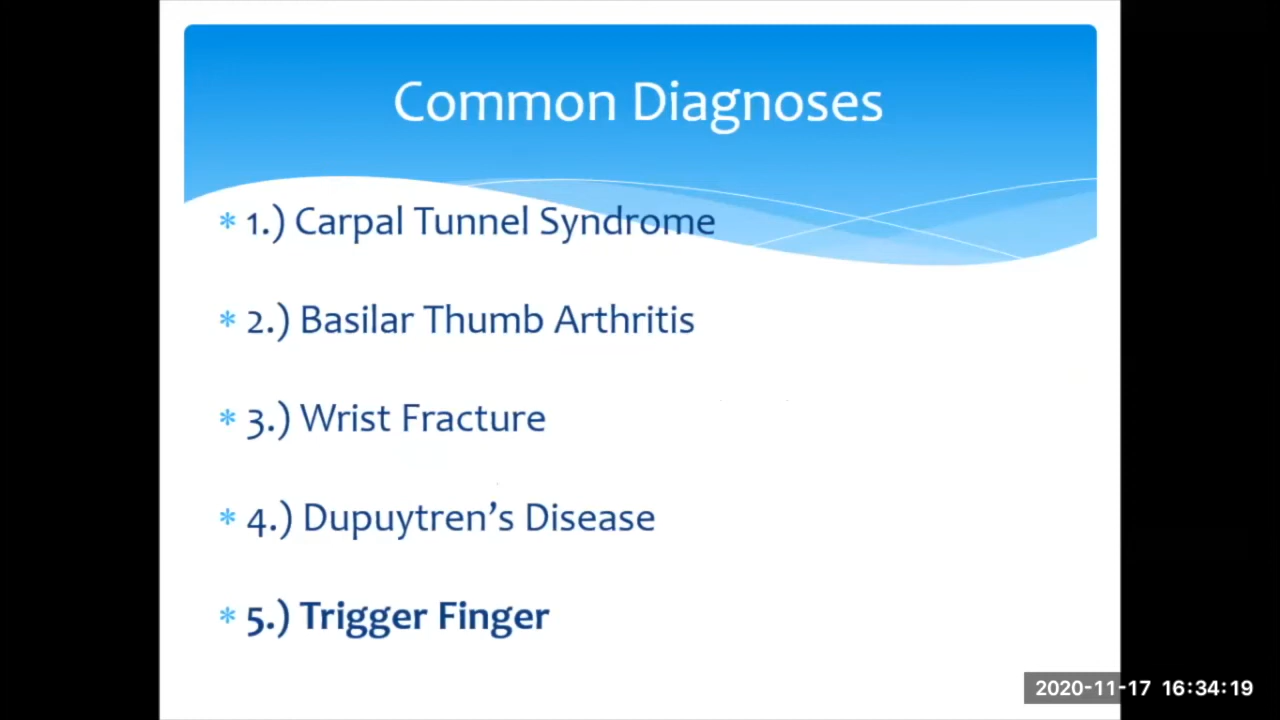 Common Diagnoses
* 1.) Carpal Tunnel Syndrome
* 2.) Basilar Thumb Arthritis
* 3.) Wrist Fracture
* 4.) Dupuytren’s Disease
* 5.) Trigger Finger
2020-11-17 16:34:19